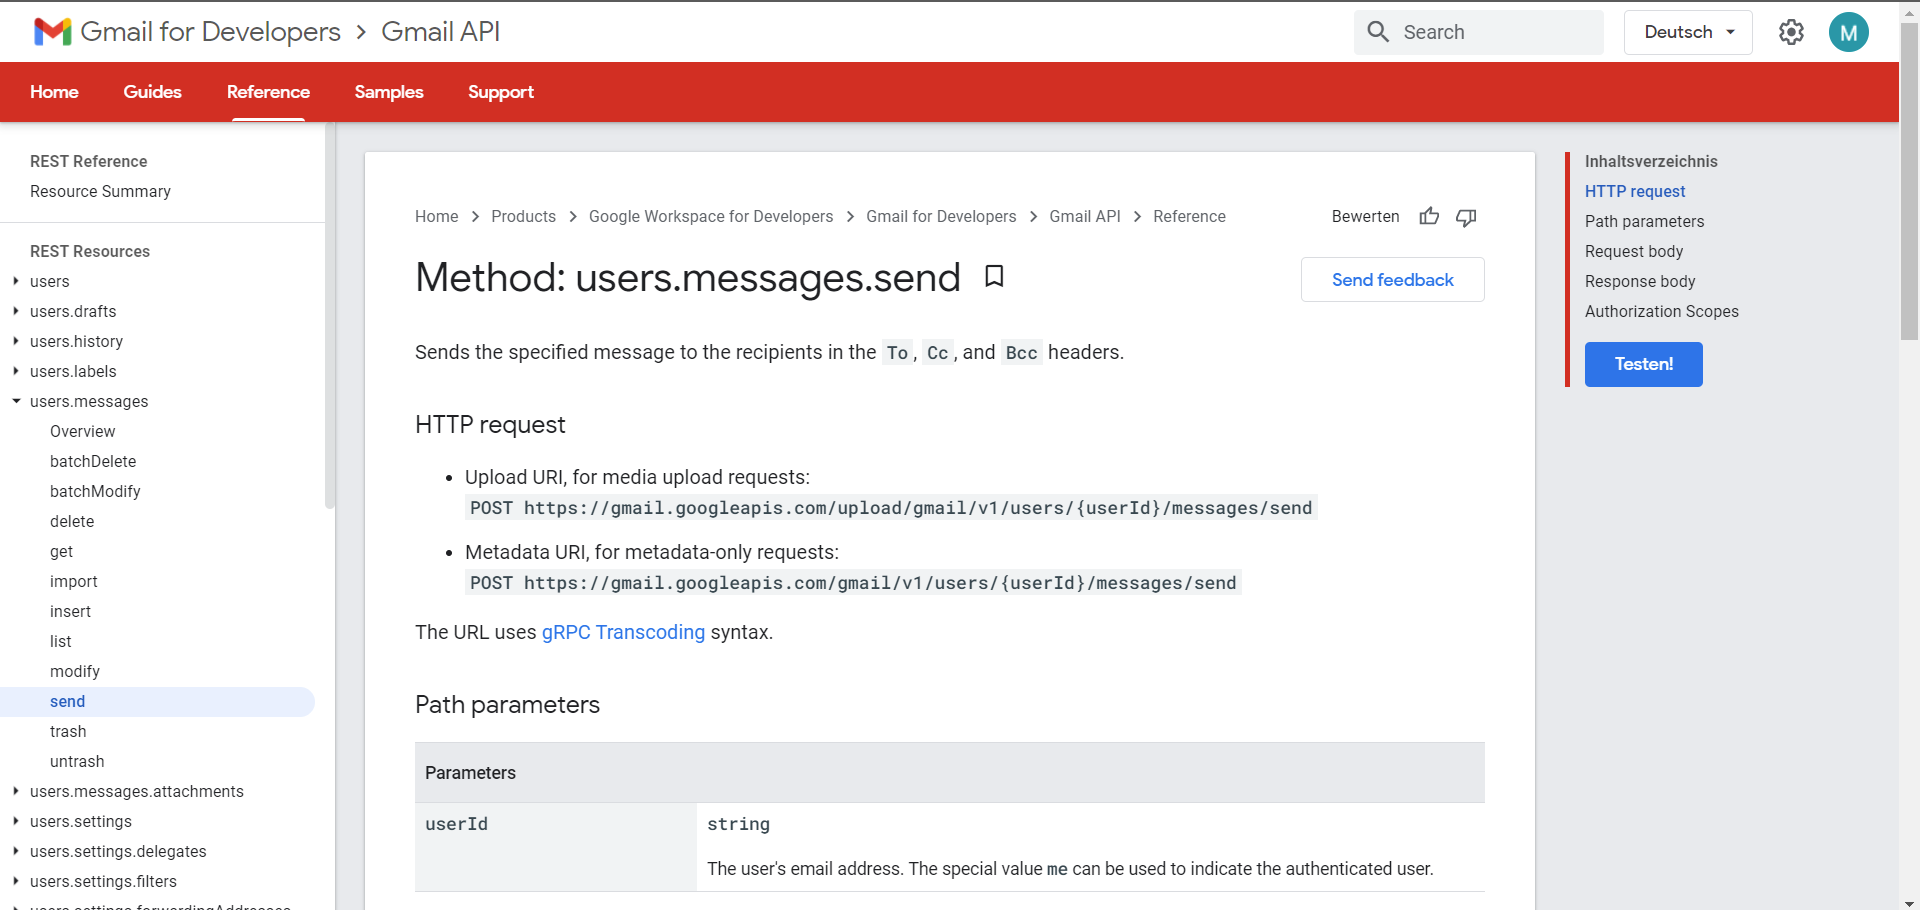 Gmail for Developers > Gmail API
Search
Deutsch
M
Home Guides Reference Samples Support
REST Reference
Resource Summary
REST Resources
users
users.drafts
users.history
users.labels
users.messages
Overview
batchDelete
batchModify
delete
get
import
insert
list
modify
send
trash
untrash
users.messages.attachments
users.settings
users.settings.delegates
users.settings.filters
users.settings.forwardingAddresses
Home > Products > Google Workspace for Developers > Gmail for Developers > Gmail API > Reference
Bewerten
Method: users.messages.send
Send feedback
Sends the specified message to the recipients in the To, Cc, and Bcc headers.
HTTP request
• Upload URI, for media upload requests:
POST https://gmail.googleapis.com/upload/gmail/v1/users/{userId}/messages/send
• Metadata URI, for metadata-only requests:
POST https://gmail.googleapis.com/gmail/v1/users/{userId}/messages/send
The URL uses gRPC Transcoding syntax.
Path parameters
Parameters
userId
string
The user's email address. The special value me can be used to indicate the authenticated user.
Inhaltsverzeichnis
HTTP request
Path parameters
Request body
Response body
Authorization Scopes
Testen!